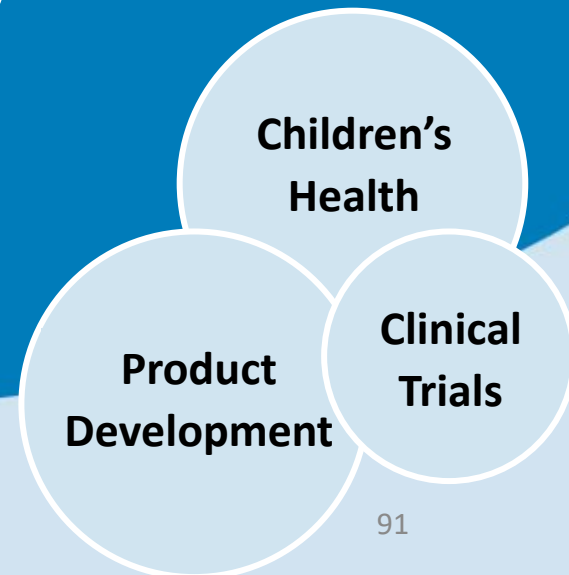 Children’s
Health
Clinical
Trials
Product
Development
91